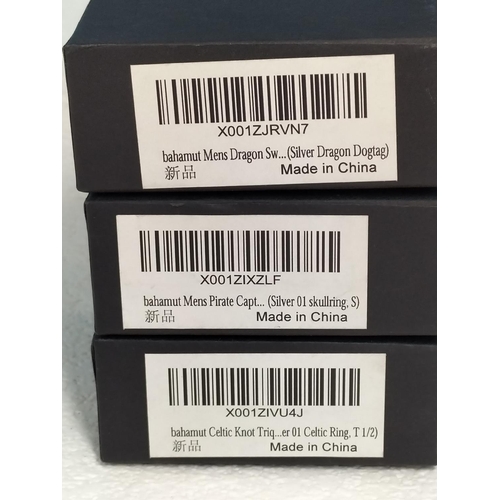 X001ZJRVN7
bahamut Mens Dragon Sw...(Silver Dragon Dogtag)
新品 Made in China
X001ZIXZLF
bahamut Mens Pirate Capt... (Silver 01 skullring, S)
新品 Made in China
X001ZIVU4J
bahamut Celtic Knot Triq...er 01 Celtic Ring, T 1/2)
新品 Made in China